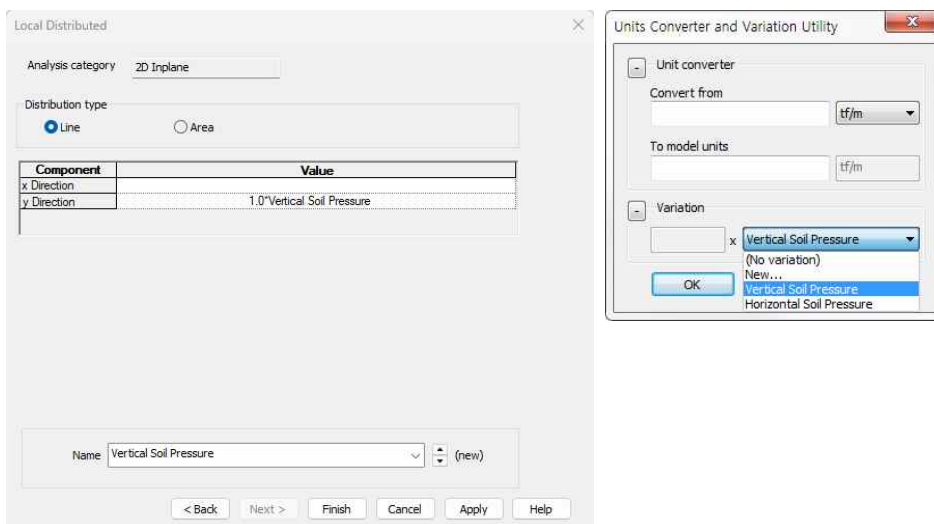 Local Distributed
Analysis category 2D Inplane
Distribution type
Line Area
Component Value
x Direction
y Direction 1.0*Vertical Soil Pressure
Name Vertical Soil Pressure (new)
< Back Next > Finish Cancel Apply Help
Units Converter and Variation Utility
- Unit converter
Convert from
tf/m
To model units
tf/m
- Variation
x Vertical Soil Pressure
(No variation)
New...
OK Vertical Soil Pressure
Horizontal Soil Pressure